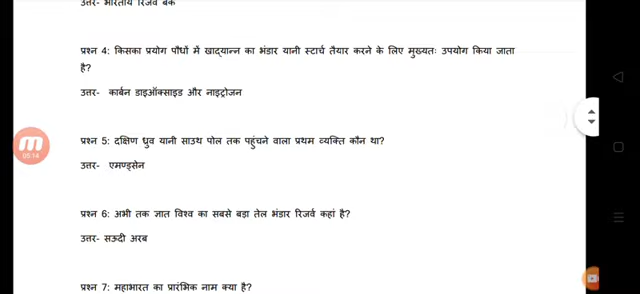 उत्तर- भारतीय रिजर्व बैंक
प्रश्न 4: किसका प्रयोग पौधों में खाद्यान्न का भंडार यानी स्टार्च तैयार करने के लिए मुख्यतः उपयोग किया जाता
है?
उत्तर- कार्बन डाइऑक्साइड और नाइट्रोजन
प्रश्न 5: दक्षिण ध्रुव यानी साउथ पोल तक पहुंचने वाला प्रथम व्यक्ति कौन था?
उत्तर- एमण्ड्सेन
प्रश्न 6: अभी तक ज्ञात विश्व का सबसे बड़ा तेल भंडार रिजर्व कहां है?
उत्तर- सऊदी अरब
प्रश्न 7: महाभारत का प्रारंभिक नाम क्या है?
05:14